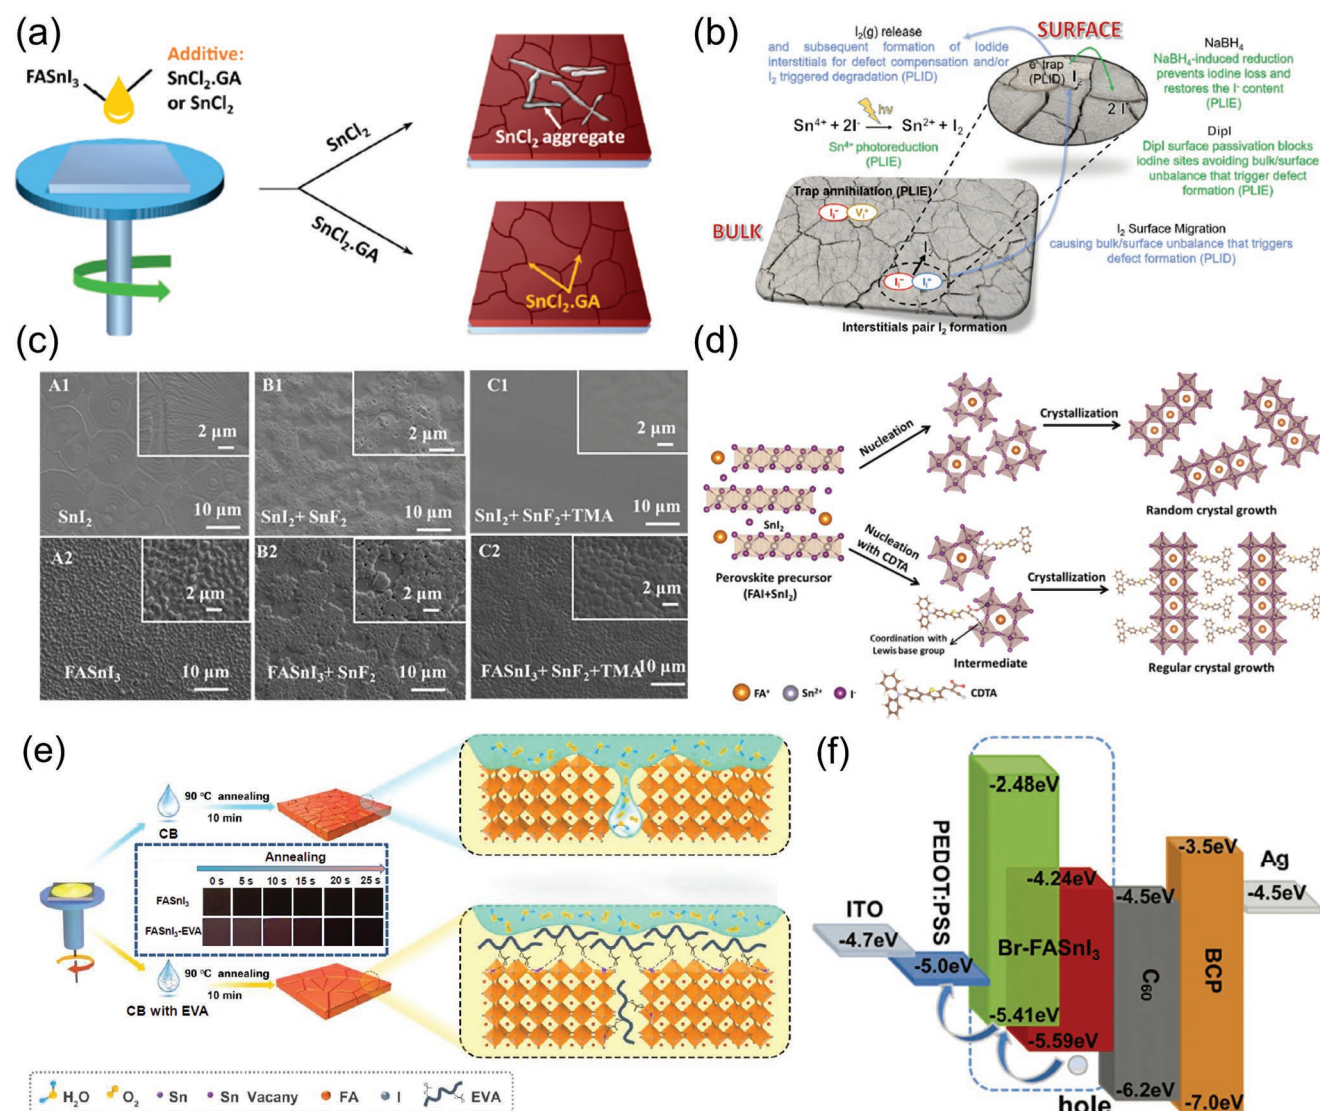 (a)
Additive:
FASnI₃
SnCl₂.GA
or SnCl₂
SnCl₂
SnCl₂.GA
SnCl₂ aggregate
SnCl₂.GA
(b)
SURFACE
I₂(g) release
and subsequent formation of Iodide
interstitials for defect compensation and/or
I₂ triggered degradation (PLID)
hν
Sn⁴⁺ + 2I⁻ → Sn²⁺ + I₂
Sn⁴⁺ photoreduction
(PLIE)
e⁻ trap
(PLID)
I₂
2 I⁻
NaBH₄
NaBH₄-induced reduction
prevents iodine loss and
restores the I⁻ content
(PLIE)
DipI
DipI surface passivation blocks
iodine sites avoiding bulk/surface
unbalance that trigger defect
formation (PLIE)
I₂ Surface Migration
causing bulk/surface unbalance that triggers
defect formation (PLID)
BULK
Trap annihilation (PLIE)
Iᵢ⁻ Vᵢ⁺
Iᵢ⁻ Iᵢ⁺
Interstitials pair I₂ formation
(c)
A1
2 μm
10 μm
SnI₂
B1
2 μm
10 μm
SnI₂+ SnF₂
C1
2 μm
10 μm
SnI₂+ SnF₂+TMA
A2
2 μm
FASnI₃
10 μm
B2
2 μm
10 μm
FASnI₃+ SnF₂
C2
2 μm
FASnI₃+ SnF₂+TMA
10 μm
(d)
Nucleation
Crystallization
Random crystal growth
SnI₂
Perovskite precursor
(FAI+SnI₂)
Nucleation
with CDTA
Crystallization
Coordination with
Lewis base group
Intermediate
Regular crystal growth
FA⁺
Sn²⁺
I⁻
CDTA
(e)
90 °C annealing
10 min
CB
Annealing
0 s 5 s 10 s 15 s 20 s 25 s
FASnI₃
FASnI₃-EVA
90 °C annealing
10 min
CB with EVA
H₂O O₂ Sn Sn Vacany FA I EVA
(f)
-2.48eV
PEDOT:PSS
-4.24eV
-3.5eV
Ag
-4.5eV
-4.5eV
ITO
-4.7eV
-5.0eV
Br-FASnI₃
C₆₀
BCP
-5.41eV
-5.59eV
-6.2eV
-7.0eV
hole